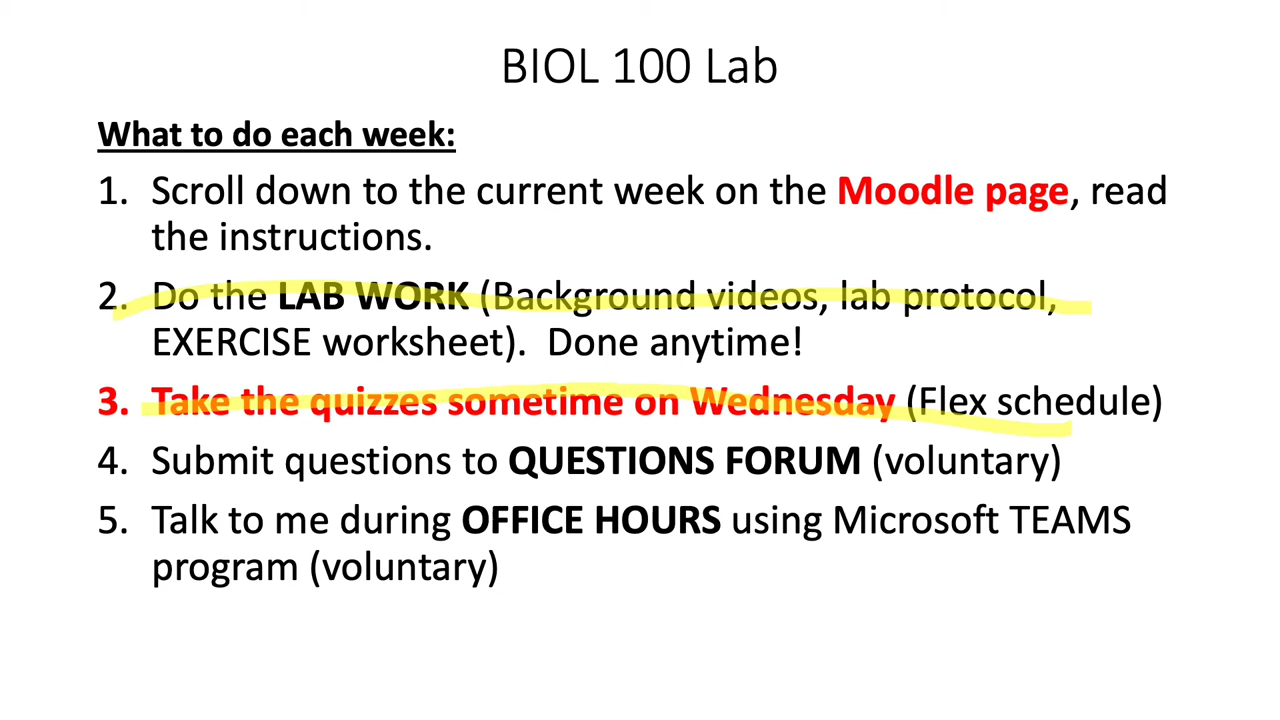 BIOL 100 Lab
What to do each week:
1. Scroll down to the current week on the Moodle page, read
the instructions.
2. Do the LAB WORK (Background videos, lab protocol,
EXERCISE worksheet).  Done anytime!
3. Take the quizzes sometime on Wednesday (Flex schedule)
4. Submit questions to QUESTIONS FORUM (voluntary)
5. Talk to me during OFFICE HOURS using Microsoft TEAMS
program (voluntary)